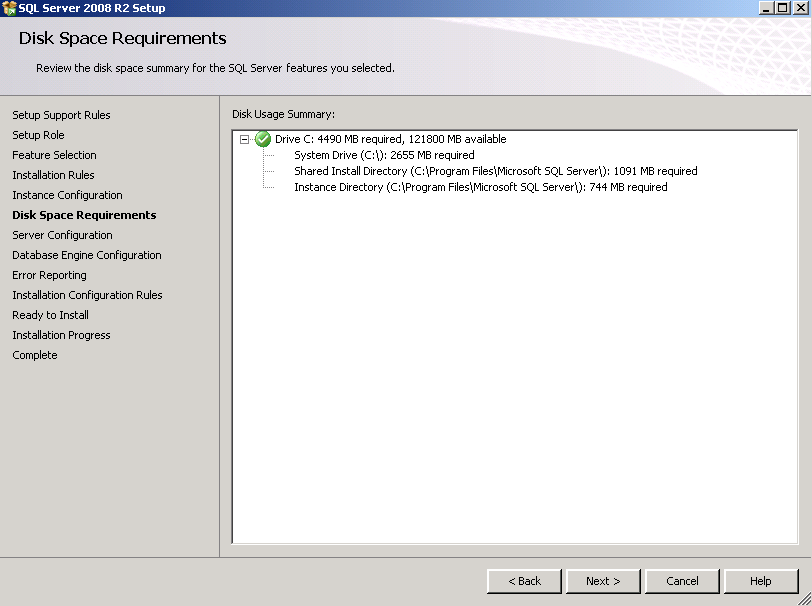 SQL Server 2008 R2 Setup
Disk Space Requirements
Review the disk space summary for the SQL Server features you selected.
Setup Support Rules
Setup Role
Feature Selection
Installation Rules
Instance Configuration
Disk Space Requirements
Server Configuration
Database Engine Configuration
Error Reporting
Installation Configuration Rules
Ready to Install
Installation Progress
Complete
Disk Usage Summary:
Drive C: 4490 MB required, 121800 MB available
System Drive (C:\): 2655 MB required
Shared Install Directory (C:\Program Files\Microsoft SQL Server\): 1091 MB required
Instance Directory (C:\Program Files\Microsoft SQL Server\): 744 MB required
< Back
Next >
Cancel
Help